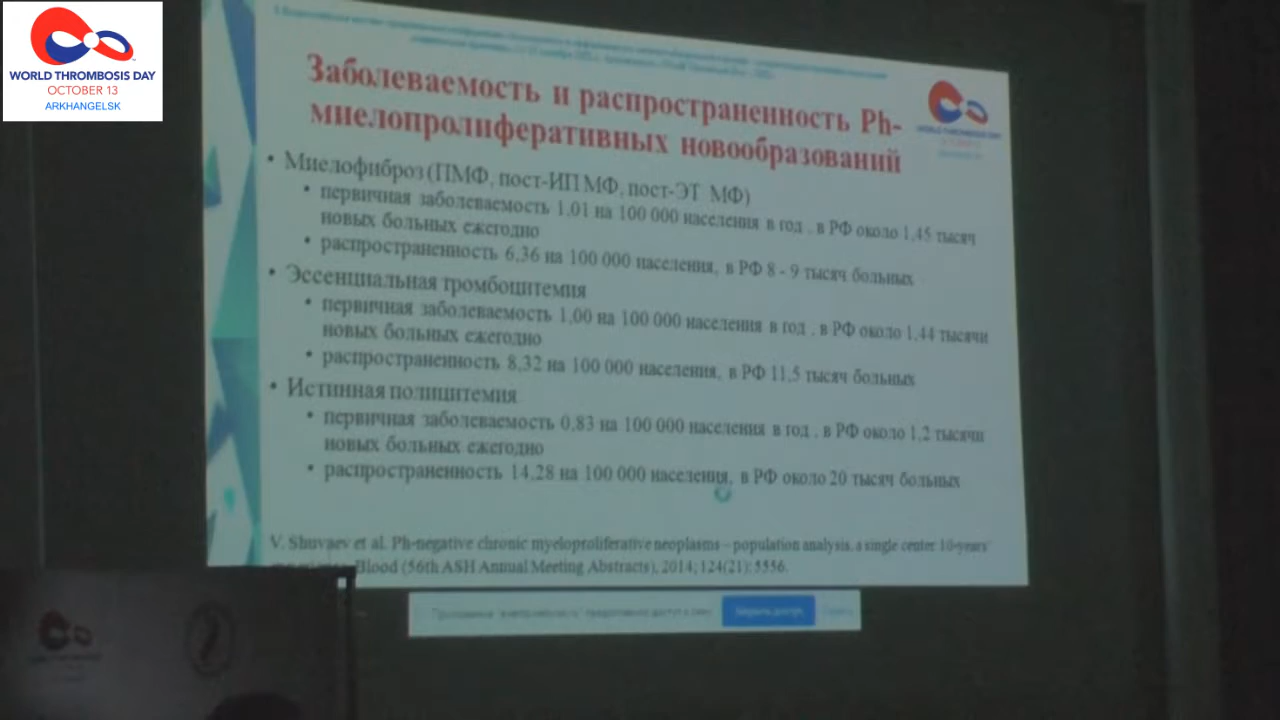 WORLD THROMBOSIS DAY
OCTOBER 13
ARKHANGELSK
Заболеваемость и распространенность Ph-
миелопролиферативных новообразований
WORLD THROMBOSIS DAY
• Миелофиброз (ПМФ, пост-ИП МФ, пост-ЭТ МФ)
• первичная заболеваемость 1,01 на 100 000 населения в год , в РФ около 1,45 тысяч
новых больных ежегодно
• распространенность 6,36 на 100 000 населения, в РФ 8 - 9 тысяч больных
• Эссенциальная тромбоцитемия
• первичная заболеваемость 1,00 на 100 000 населения в год , в РФ около 1,44 тысячи
новых больных ежегодно
• распространенность 8,32 на 100 000 населения, в РФ 11,5 тысяч больных
• Истинная полицитемия
• первичная заболеваемость 0,83 на 100 000 населения в год , в РФ около 1,2 тысячи
новых больных ежегодно
• распространенность 14,28 на 100 000 населения, в РФ около 20 тысяч больных
V. Shuvaev et al. Ph-negative chronic myeloproliferative neoplasms – population analysis, a single center 10-years'
Blood (56th ASH Annual Meeting Abstracts), 2014; 124(21): 5556.
Закрыть доступ